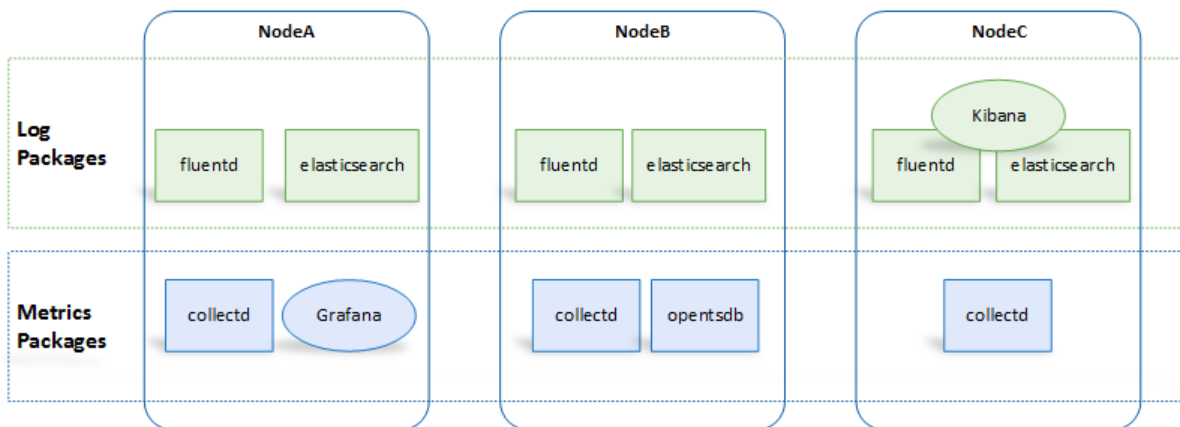 NodeA
NodeB
NodeC
Log
Packages
fluentd
elasticsearch
fluentd
elasticsearch
Kibana
fluentd
elasticsearch
Metrics
Packages
collectd
Grafana
collectd
opentsdb
collectd